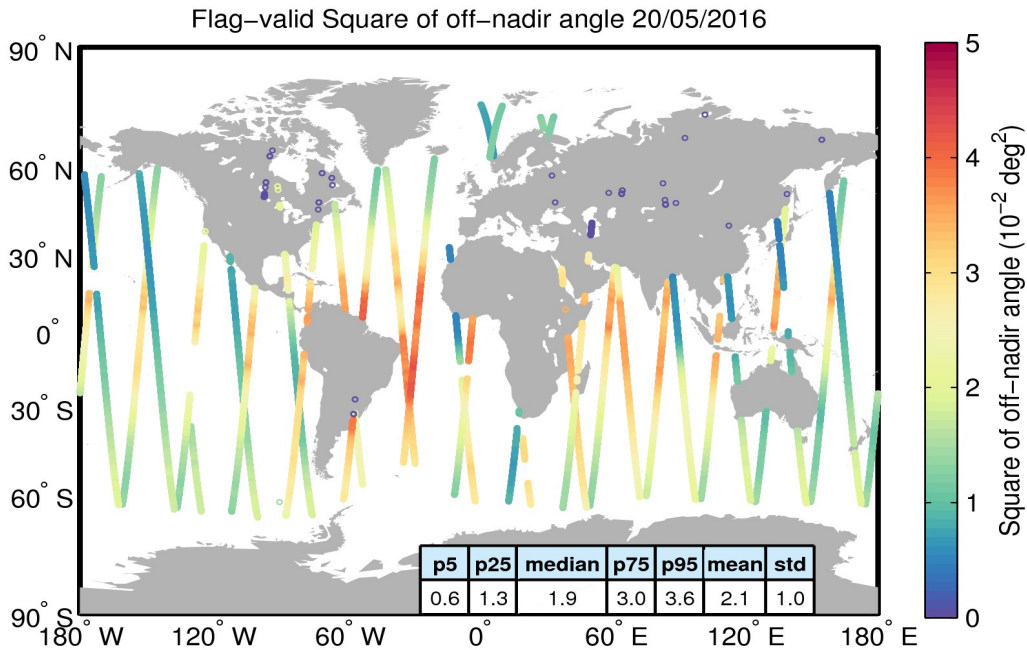 Flag−valid Square of off−nadir angle 20/05/2016
90° N
60° N
30° N
0°
30° S
60° S
90° S
180° W
120° W
60° W
0°
60° E
120° E
180° E
p5 p25 median p75 p95 mean std
0.6 1.3 1.9 3.0 3.6 2.1 1.0
5
4
3
2
1
0
Square of off−nadir angle (10⁻² deg²)